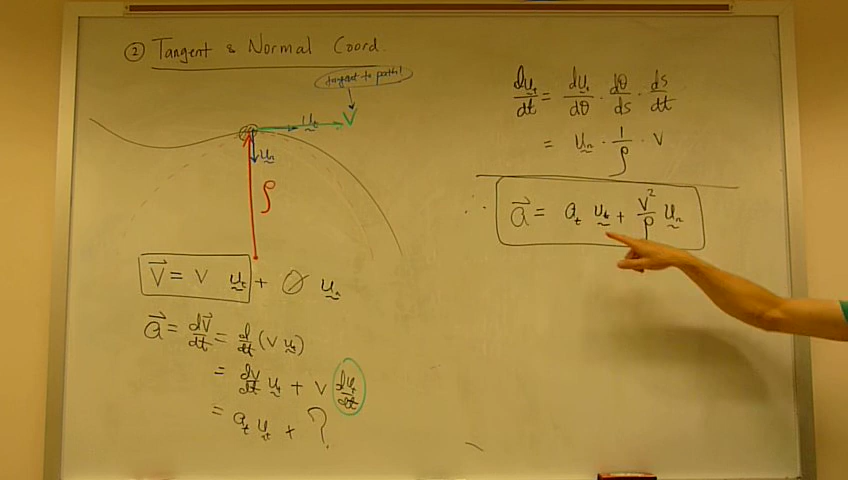 ② Tangent & Normal Coord.
tangent to path!
u_t V
u_n
ρ
V⃗ = V u_t + 0 u_n
a⃗ = dV⃗/dt = d/dt (V u_t)
= dV/dt u_t + V du_t/dt
= a_t u_t + ?
du_t/dt = du_t/dθ · dθ/ds · ds/dt
= u_n · 1/ρ · V
∴ a⃗ = a_t u_t + V²/ρ u_n